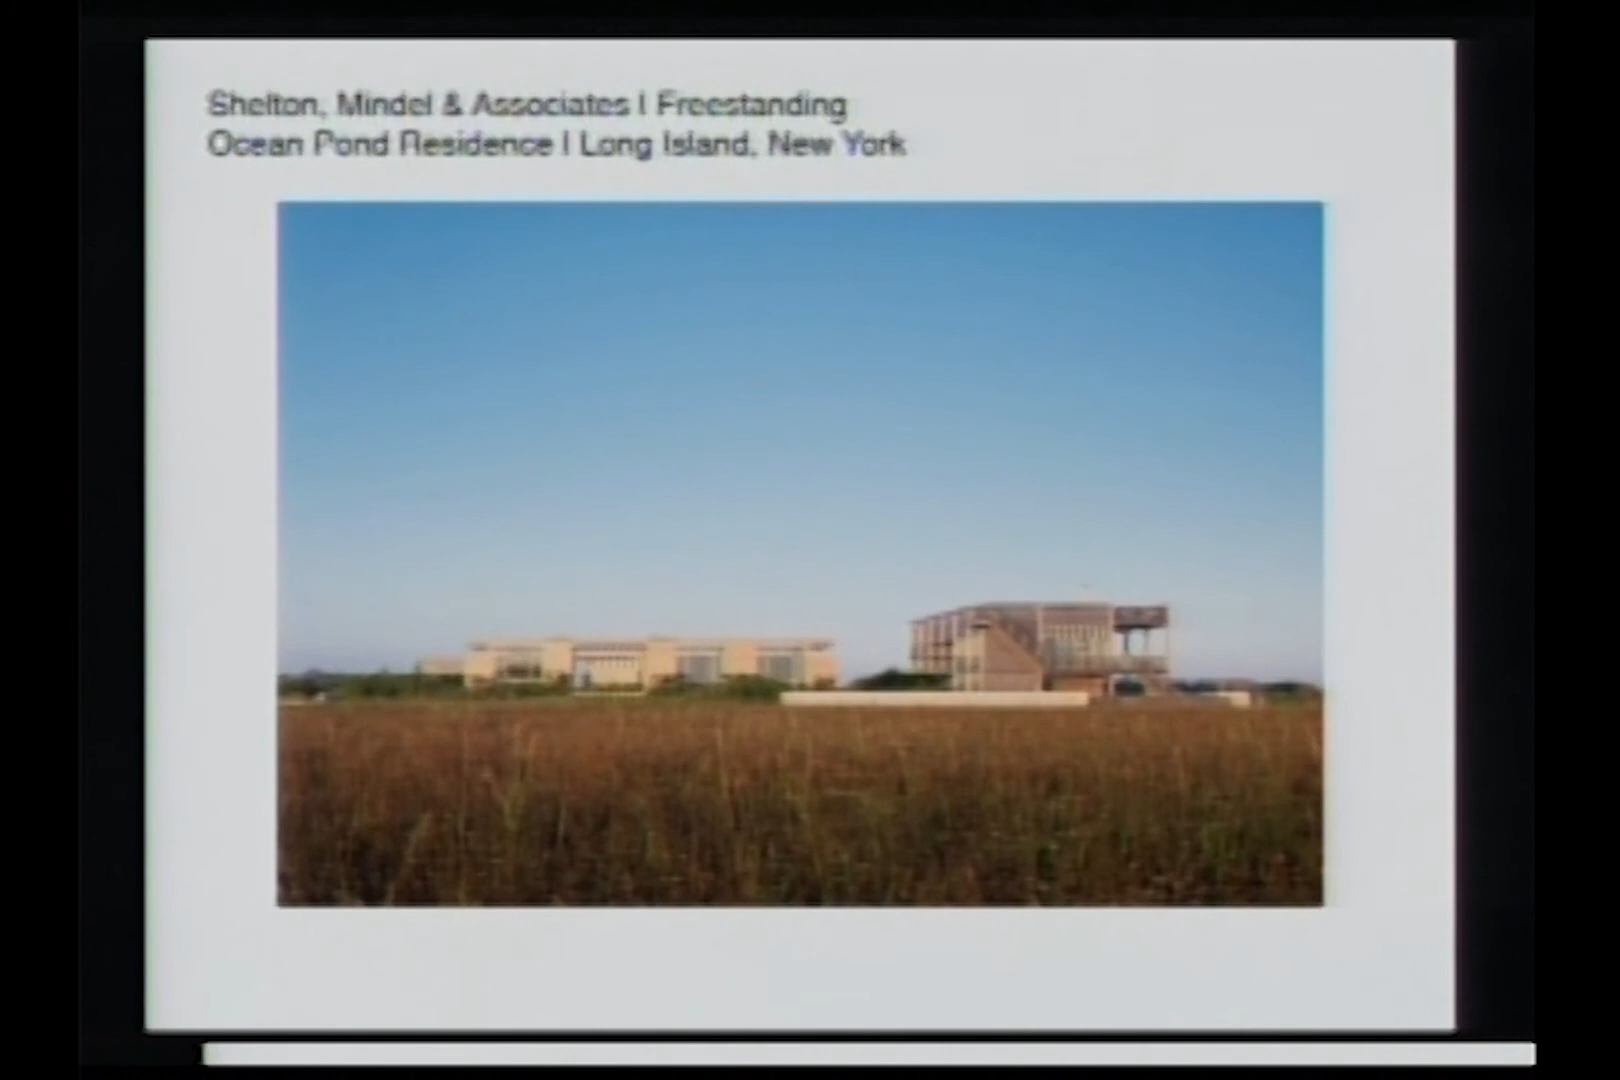 Shelton, Mindel & Associates | Freestanding
Ocean Pond Residence | Long Island, New York